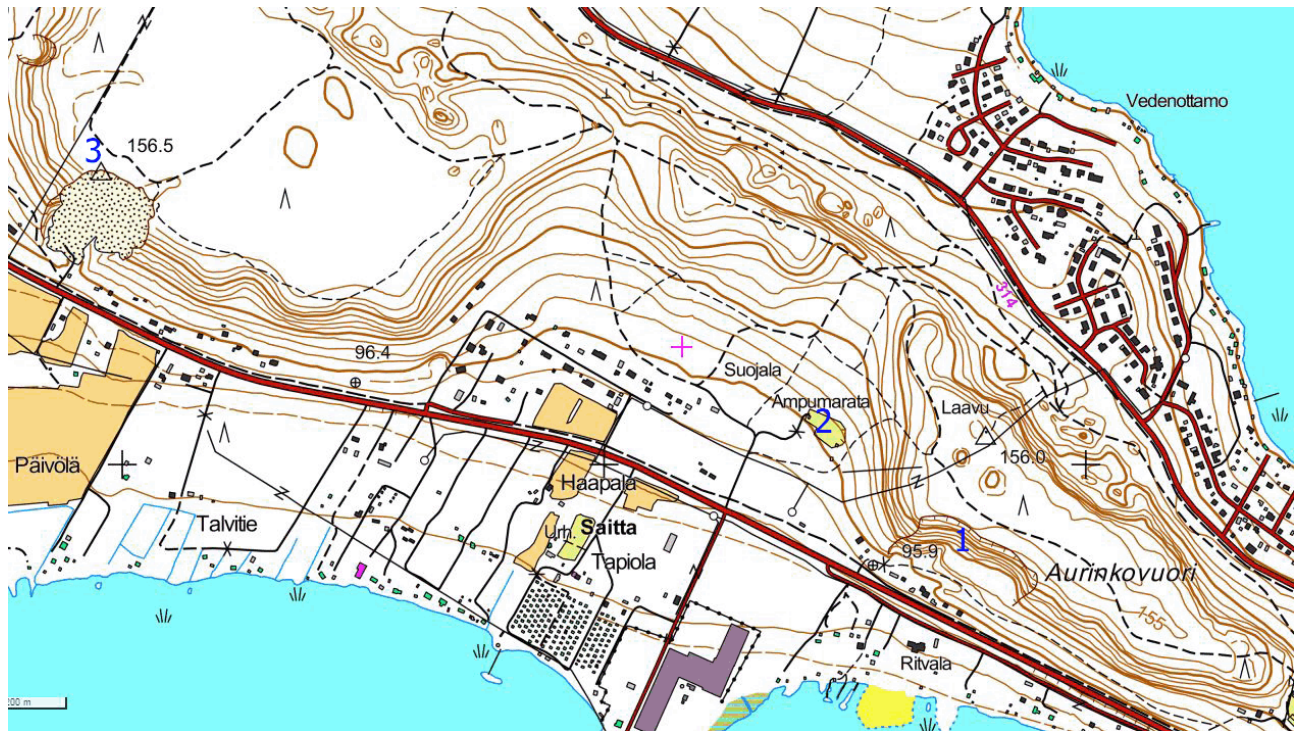 Vedenottamo
3
156.5
314
96.4
Suojala
Ampumarata
2
Laavu
156.0
Päivölä
Haapala
Talvitie
Urh.
Saitta
Tapiola
1
95.9
Aurinkovuori
155
Ritvala
200 m